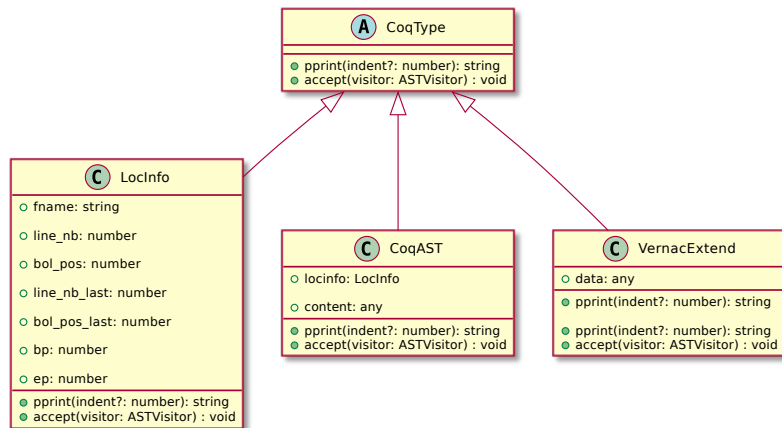 A CoqType
pprint(indent?: number): string
accept(visitor: ASTVisitor) : void
C LocInfo
fname: string
line_nb: number
bol_pos: number
line_nb_last: number
bol_pos_last: number
bp: number
ep: number
pprint(indent?: number): string
accept(visitor: ASTVisitor) : void
C CoqAST
locinfo: LocInfo
content: any
pprint(indent?: number): string
accept(visitor: ASTVisitor) : void
C VernacExtend
data: any
pprint(indent?: number): string
pprint(indent?: number): string
accept(visitor: ASTVisitor) : void